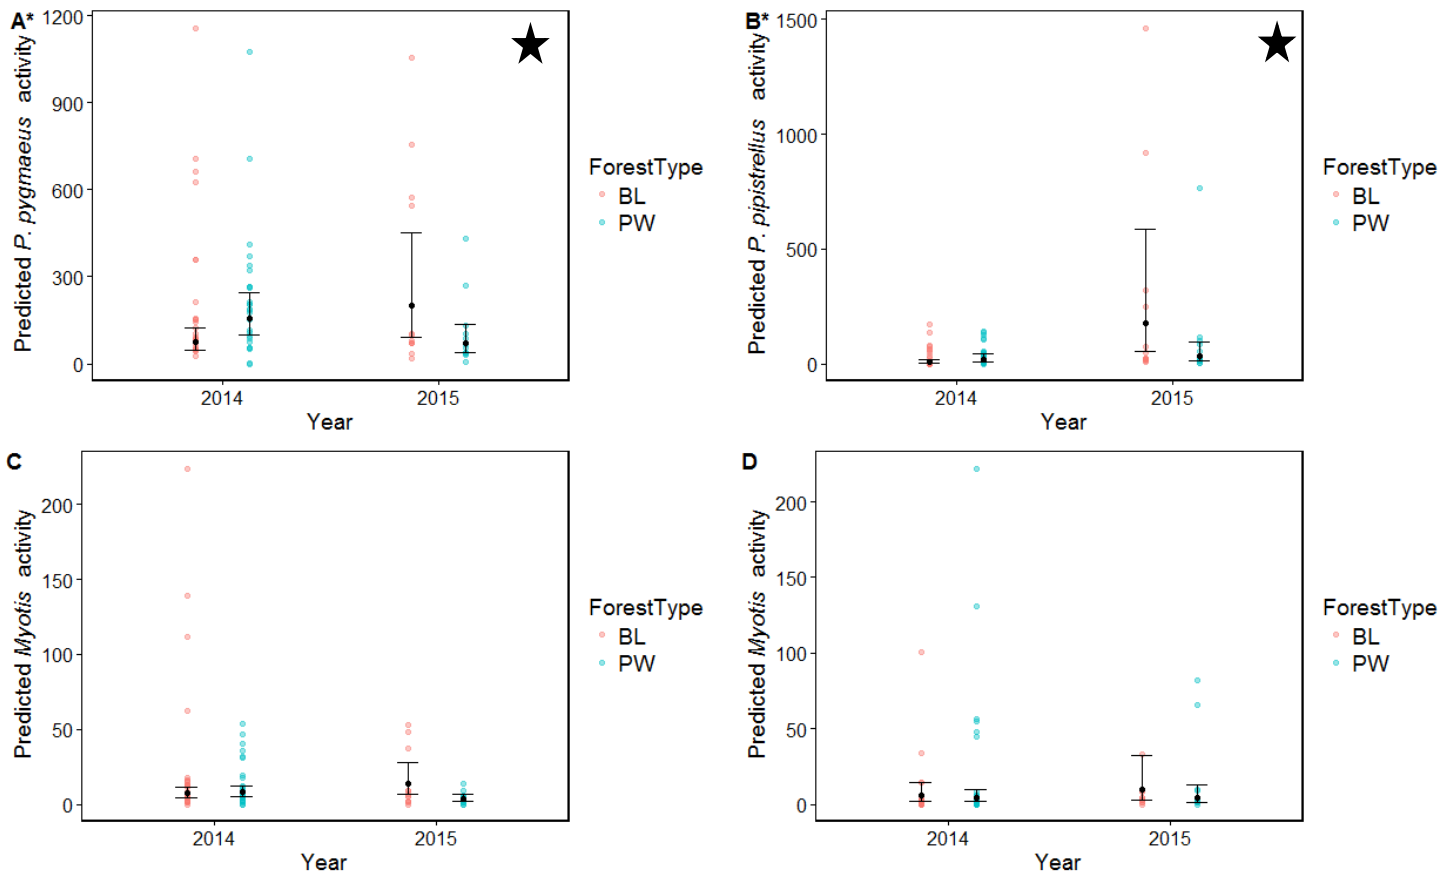 A*
Predicted P. pygmaeus activity
1200
900
600
300
0
2014
2015
Year
ForestType
BL
PW
B*
Predicted P. pipistrellus activity
1500
1000
500
0
2014
2015
Year
ForestType
BL
PW
C
Predicted Myotis activity
200
150
100
50
0
2014
2015
Year
ForestType
BL
PW
D
Predicted Myotis activity
200
150
100
50
0
2014
2015
Year
ForestType
BL
PW